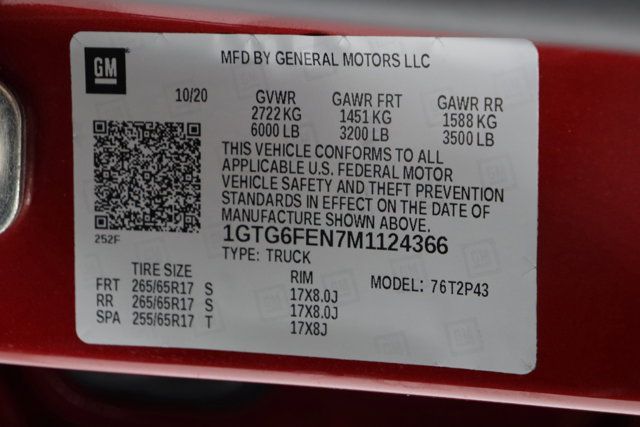 GM
MFD BY GENERAL MOTORS LLC
10/20 GVWR GAWR FRT GAWR RR
2722 KG 1451 KG 1588 KG
6000 LB 3200 LB 3500 LB
THIS VEHICLE CONFORMS TO ALL
APPLICABLE U.S. FEDERAL MOTOR
VEHICLE SAFETY AND THEFT PREVENTION
STANDARDS IN EFFECT ON THE DATE OF
MANUFACTURE SHOWN ABOVE.
252F
1GTG6FEN7M1124366
TYPE: TRUCK
TIRE SIZE RIM MODEL: 76T2P43
FRT 265/65R17 S 17X8.0J
RR 265/65R17 S 17X8.0J
SPA 255/65R17 T 17X8J